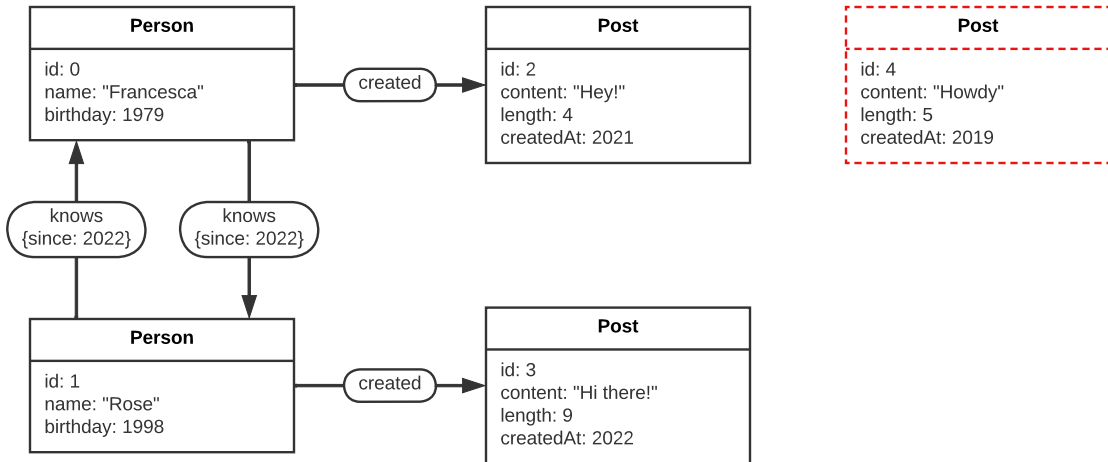 Person
id: 0
name: "Francesca"
birthday: 1979
created
Post
id: 2
content: "Hey!"
length: 4
createdAt: 2021
Post
id: 4
content: "Howdy"
length: 5
createdAt: 2019
knows
{since: 2022}
knows
{since: 2022}
Person
id: 1
name: "Rose"
birthday: 1998
created
Post
id: 3
content: "Hi there!"
length: 9
createdAt: 2022